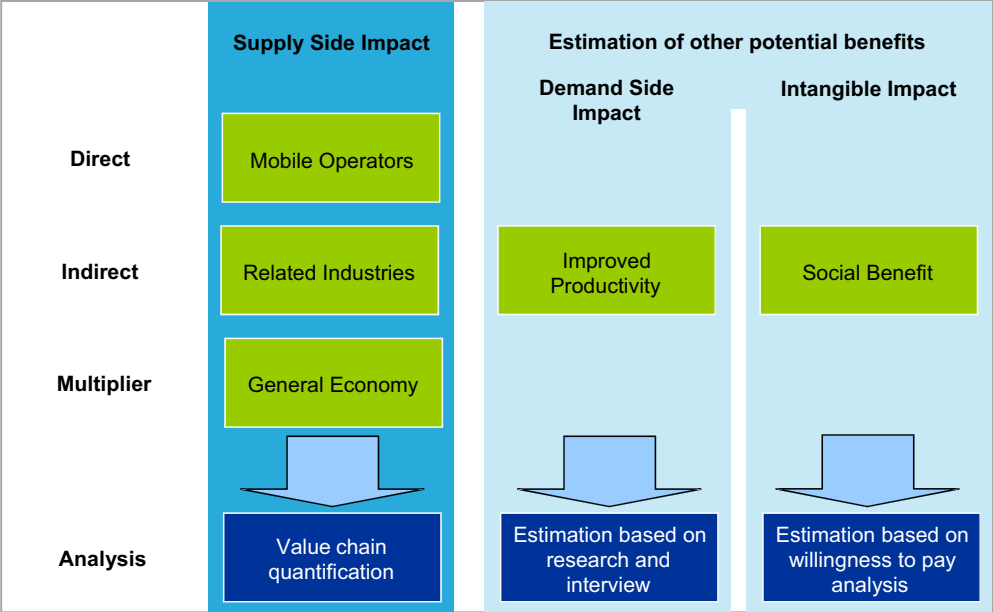 Supply Side Impact
Estimation of other potential benefits
Demand Side
Impact
Intangible Impact
Direct
Mobile Operators
Indirect
Related Industries
Improved
Productivity
Social Benefit
Multiplier
General Economy
Analysis
Value chain
quantification
Estimation based on
research and
interview
Estimation based on
willingness to pay
analysis